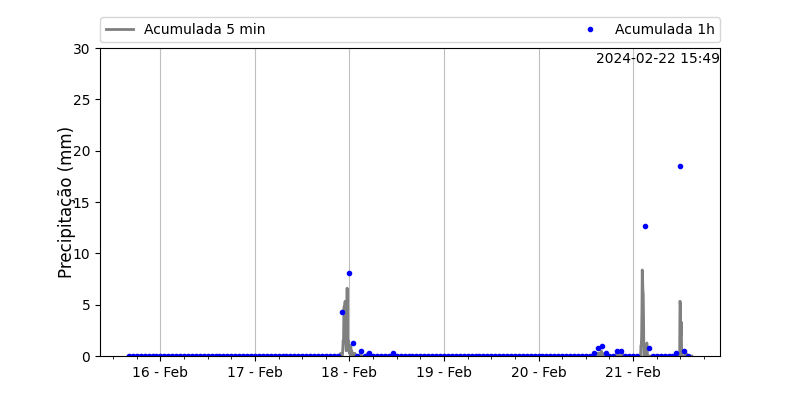 Acumulada 5 min
Acumulada 1h
2024-02-22 15:49
Precipitação (mm)
30
25
20
15
10
5
0
16 - Feb
17 - Feb
18 - Feb
19 - Feb
20 - Feb
21 - Feb